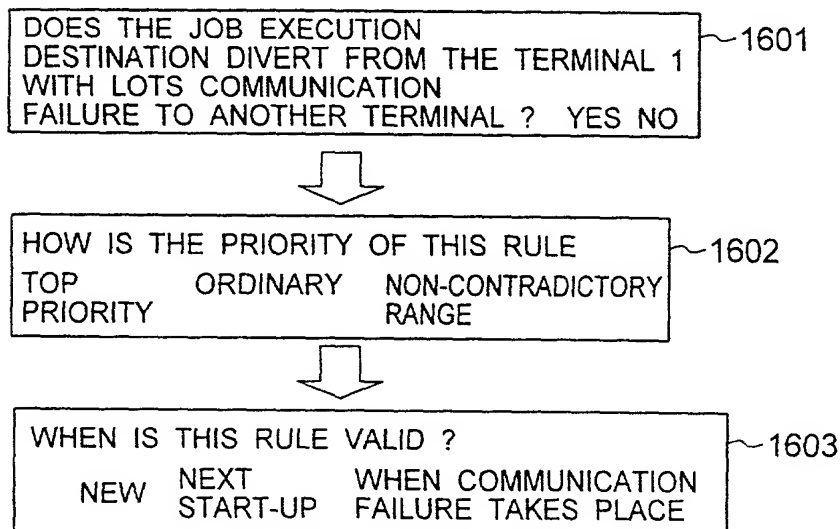 DOES THE JOB EXECUTION
DESTINATION DIVERT FROM THE TERMINAL 1
WITH LOTS COMMUNICATION
FAILURE TO ANOTHER TERMINAL ? YES NO
1601
HOW IS THE PRIORITY OF THIS RULE
TOP PRIORITY ORDINARY NON-CONTRADICTORY RANGE
1602
WHEN IS THIS RULE VALID ?
NEW NEXT START-UP WHEN COMMUNICATION FAILURE TAKES PLACE
1603